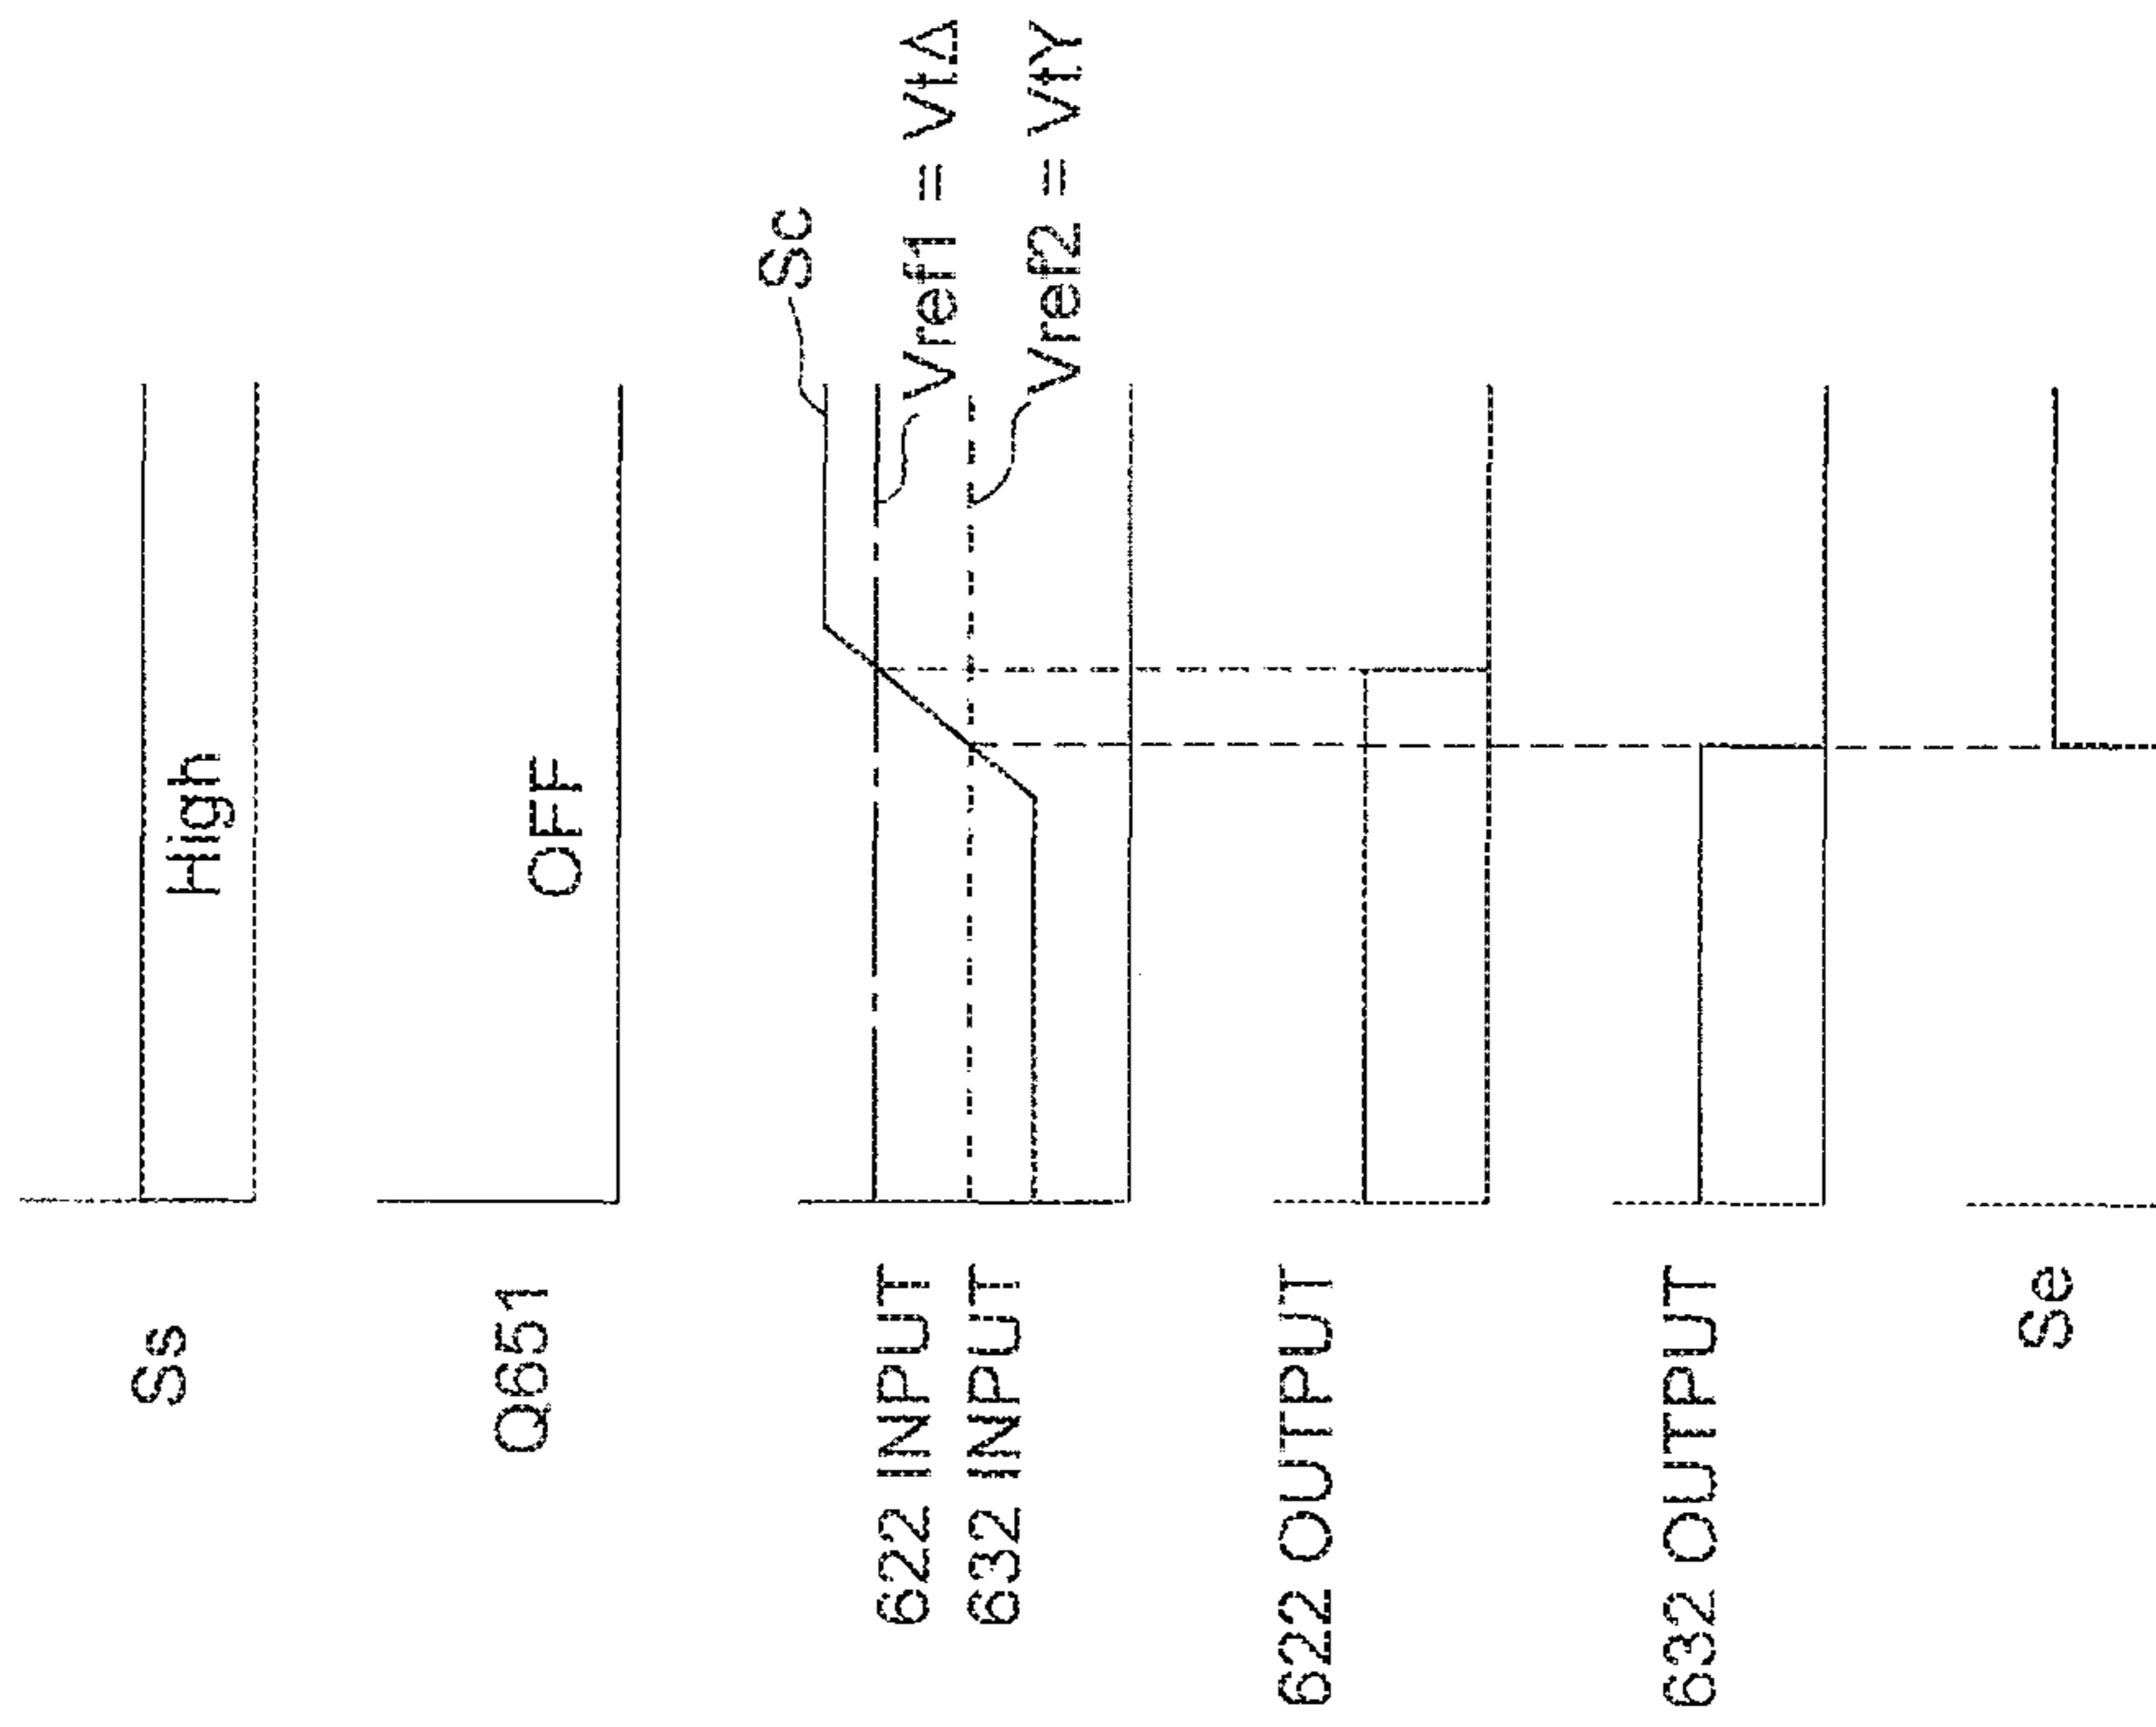 Ss
High
Q651
OFF
622 INPUT
632 INPUT
Sc
Vref1 = VtΔ
Vref2 = VtY
622 OUTPUT
632 OUTPUT
Se